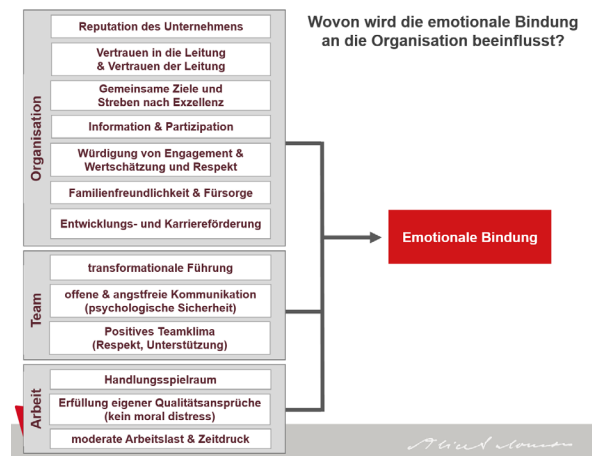 Wovon wird die emotionale Bindung
an die Organisation beeinflusst?
Organisation
Reputation des Unternehmens
Vertrauen in die Leitung
& Vertrauen der Leitung
Gemeinsame Ziele und
Streben nach Exzellenz
Information & Partizipation
Würdigung von Engagement &
Wertschätzung und Respekt
Familienfreundlichkeit & Fürsorge
Entwicklungs- und Karriereförderung
Team
transformationale Führung
offene & angstfreie Kommunikation
(psychologische Sicherheit)
Positives Teamklima
(Respekt, Unterstützung)
Arbeit
Handlungsspielraum
Erfüllung eigener Qualitätsansprüche
(kein moral distress)
moderate Arbeitslast & Zeitdruck
Emotionale Bindung